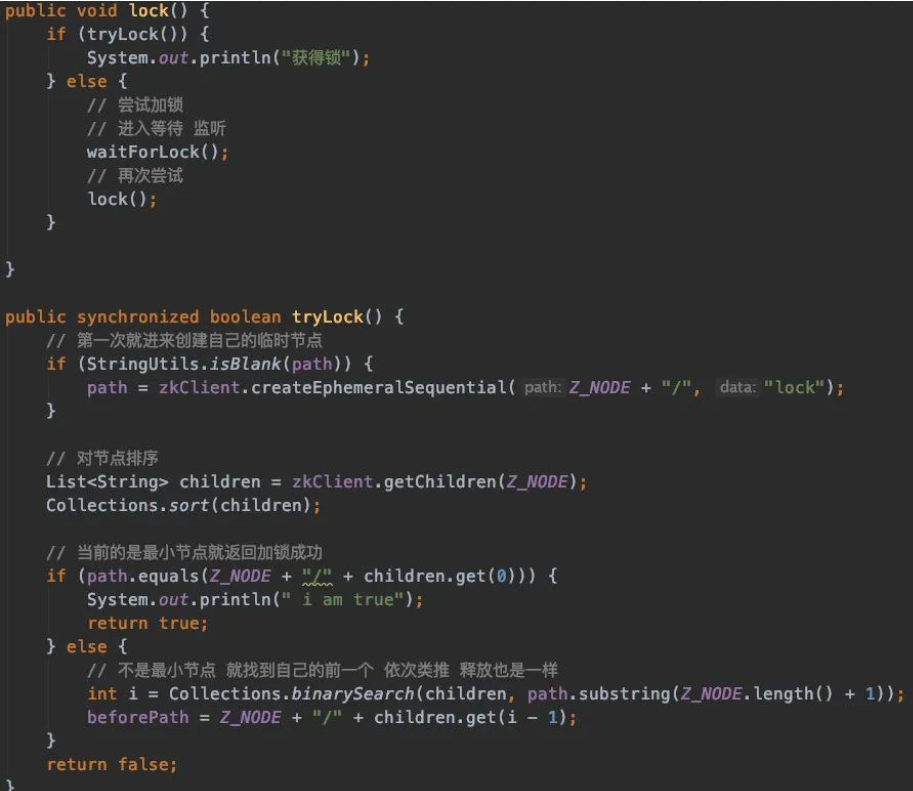 public void lock() {
    if (tryLock()) {
        System.out.println("获得锁");
    } else {
        // 尝试加锁
        // 进入等待 监听
        waitForLock();
        // 再次尝试
        lock();
    }

}

public synchronized boolean tryLock() {
    // 第一次就进来创建自己的临时节点
    if (StringUtils.isBlank(path)) {
        path = zkClient.createEphemeralSequential( path: Z_NODE + "/", data: "lock");
    }

    // 对节点排序
    List<String> children = zkClient.getChildren(Z_NODE);
    Collections.sort(children);

    // 当前的是最小节点就返回加锁成功
    if (path.equals(Z_NODE + "/" + children.get(0))) {
        System.out.println(" i am true");
        return true;
    } else {
        // 不是最小节点 就找到自己的前一个 依次类推 释放也是一样
        int i = Collections.binarySearch(children, path.substring(Z_NODE.length() + 1));
        beforePath = Z_NODE + "/" + children.get(i - 1);
    }
    return false;
}